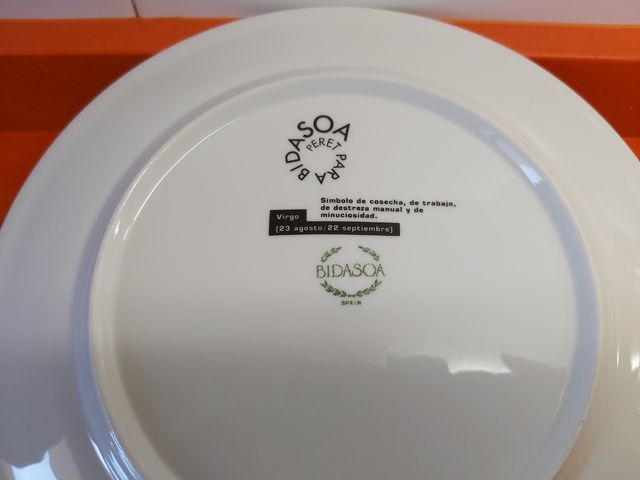 BIDASOA
PERET PARA
Símbolo de cosecha, de trabajo,
de destreza manual y de
minuciosidad.
Virgo
(23 agosto/22 septiembre)
BIDASOA
SPAIN